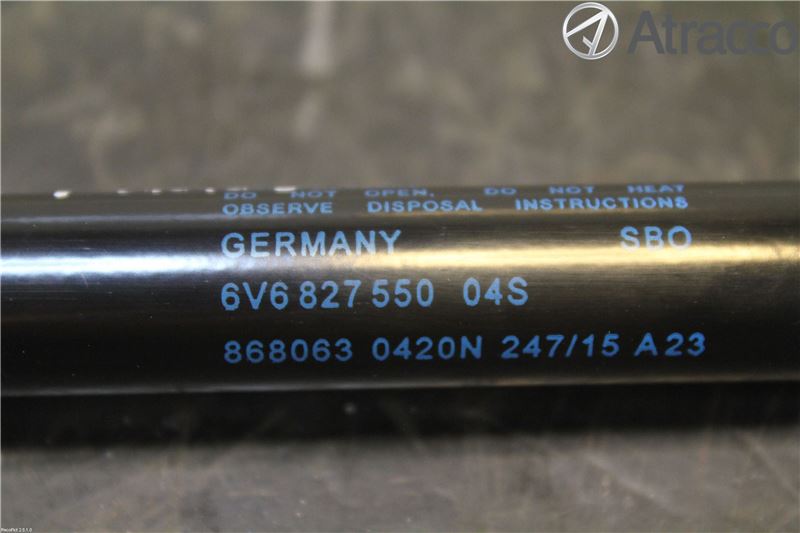 Atracco
DO NOT OPEN. DO NOT HEAT
OBSERVE DISPOSAL INSTRUCTIONS
GERMANY SBO
6V6 827 550 04S
868063 0420N 247/15 A23